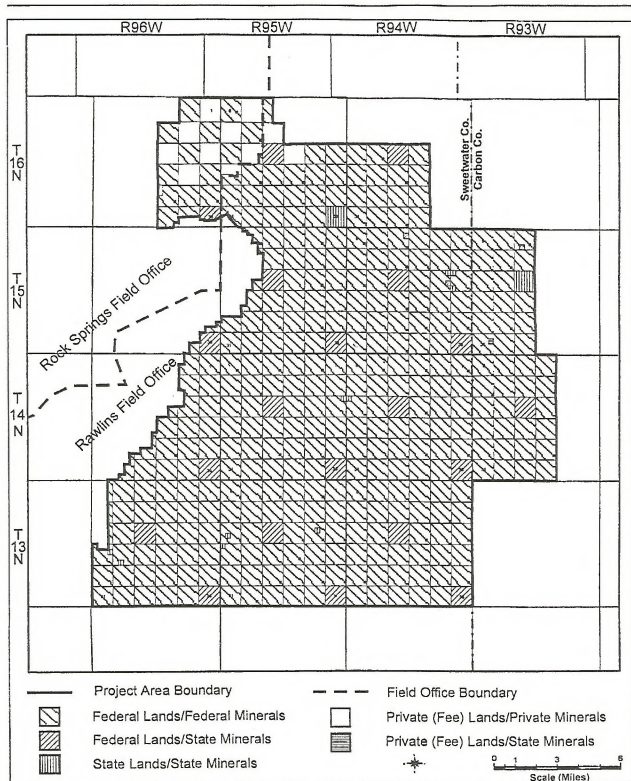 R96W R95W R94W R93W
T 16 N
T 15 N
T 14 N
T 13 N
Sweetwater Co.
Carbon Co.
Rock Springs Field Office
Rawlins Field Office
Project Area Boundary
Field Office Boundary
Federal Lands/Federal Minerals
Private (Fee) Lands/Private Minerals
Federal Lands/State Minerals
Private (Fee) Lands/State Minerals
State Lands/State Minerals
0 3 6
Scale (Miles)